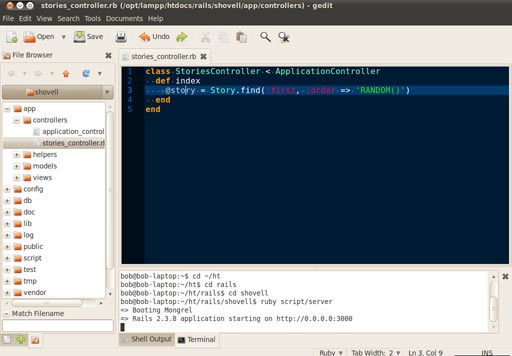 stories_controller.rb (/opt/lampp/htdocs/rails/shovell/app/controllers) - gedit
File Edit View Search Tools Documents Help
Open Save Undo
File Browser
stories_controller.rb
shovell
app
controllers
application_control
stories_controller.rb
helpers
models
views
config
db
doc
lib
log
public
script
test
tmp
vendor
Match Filename
1 class StoriesController < ApplicationController
2 def index
3 @story = Story.find(:first, :order => 'RANDOM()')
4 end
5 end
bob@bob-laptop:~$ cd ~/ht
bob@bob-laptop:~/ht$ cd rails
bob@bob-laptop:~/ht/rails$ cd shovell
bob@bob-laptop:~/ht/rails/shovell$ ruby script/server
=> Booting Mongrel
=> Rails 2.3.8 application starting on http://0.0.0.0:3000
Shell Output Terminal
Ruby Tab Width: 2 Ln 3, Col 9 INS